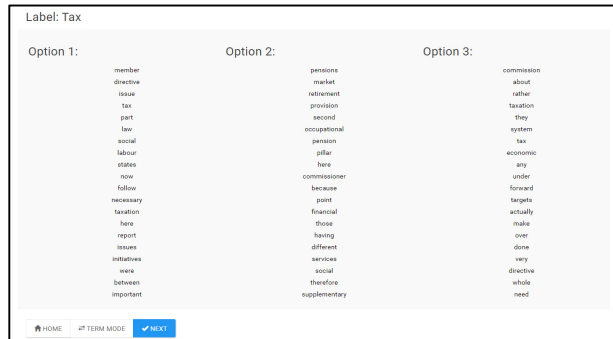 Label: Tax
Option 1: Option 2: Option 3:
member pensions commission
directive market about
issue retirement rather
tax provision taxation
part second they
law occupational system
social pension tax
labour pillar economic
states here any
now commissioner under
follow because forward
necessary point targets
taxation financial actually
here those make
report having over
issues different done
initiatives services very
were social directive
between therefore whole
important supplementary need
HOME TERM MODE NEXT